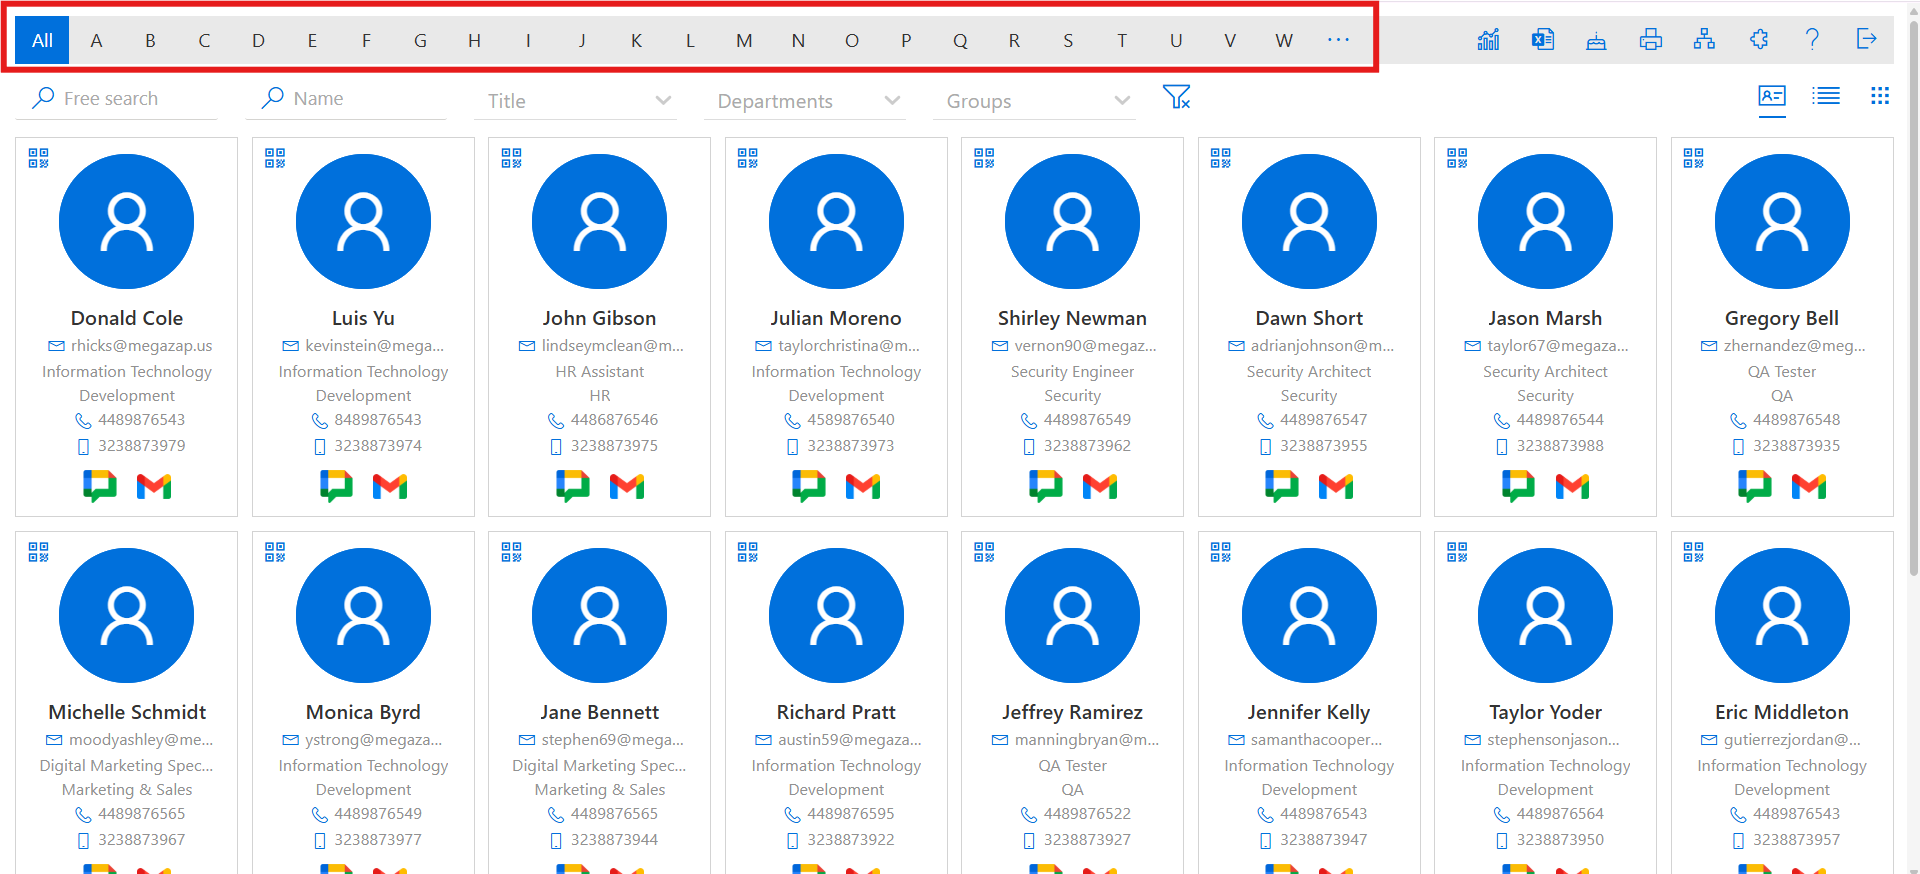 All A B C D E F G H I J K L M N O P Q R S T U V W ...
Free search Name Title Departments Groups
Donald Cole
rhicks@megazap.us
Information Technology
Development
4489876543
3238873979
Luis Yu
kevinstein@mega...
Information Technology
Development
8489876543
3238873974
John Gibson
lindseymclean@m...
HR Assistant
HR
4486876546
3238873975
Julian Moreno
taylorchristina@m...
Information Technology
Development
4589876540
3238873973
Shirley Newman
vernon90@megaz...
Security Engineer
Security
4489876549
3238873962
Dawn Short
adrianjohnson@m...
Security Architect
Security
4489876547
3238873955
Jason Marsh
taylor67@megaza...
Security Architect
Security
4489876544
3238873988
Gregory Bell
zhernandez@meg...
QA Tester
QA
4489876548
3238873935
Michelle Schmidt
moodyashley@me...
Digital Marketing Spec...
Marketing & Sales
4489876565
3238873967
Monica Byrd
ystrong@megaza...
Information Technology
Development
4489876549
3238873977
Jane Bennett
stephen69@mega...
Digital Marketing Spec...
Marketing & Sales
4489876565
3238873944
Richard Pratt
austin59@megaza...
Information Technology
Development
4489876595
3238873922
Jeffrey Ramirez
manningbryan@m...
QA Tester
QA
4489876522
3238873927
Jennifer Kelly
samanthacooper...
Information Technology
Development
4489876543
3238873947
Taylor Yoder
stephensonjason...
Information Technology
Development
4489876564
3238873950
Eric Middleton
gutierrezjordan@...
Information Technology
Development
4489876543
3238873957